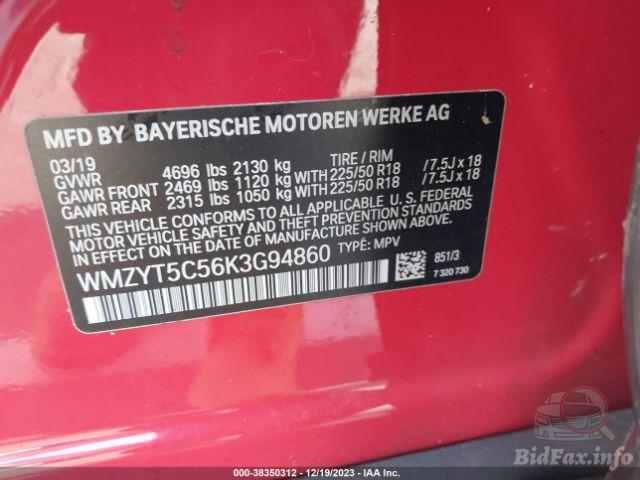 MFD BY BAYERISCHE MOTOREN WERKE AG
03/19 TIRE / RIM
GVWR 4696 lbs 2130 kg
GAWR FRONT 2469 lbs 1120 kg WITH 225/50 R18 / 7.5J x 18
GAWR REAR 2315 lbs 1050 kg WITH 225/50 R18 / 7.5J x 18
THIS VEHICLE CONFORMS TO ALL APPLICABLE U. S. FEDERAL
MOTOR VEHICLE SAFETY AND THEFT PREVENTION STANDARDS
IN EFFECT ON THE DATE OF MANUFACTURE SHOWN ABOVE.
WMZYT5C56K3G94860 TYPE: MPV
851/3
7 320 730
BidFax.info
000-38350312 - 12/19/2023 - IAA Inc.